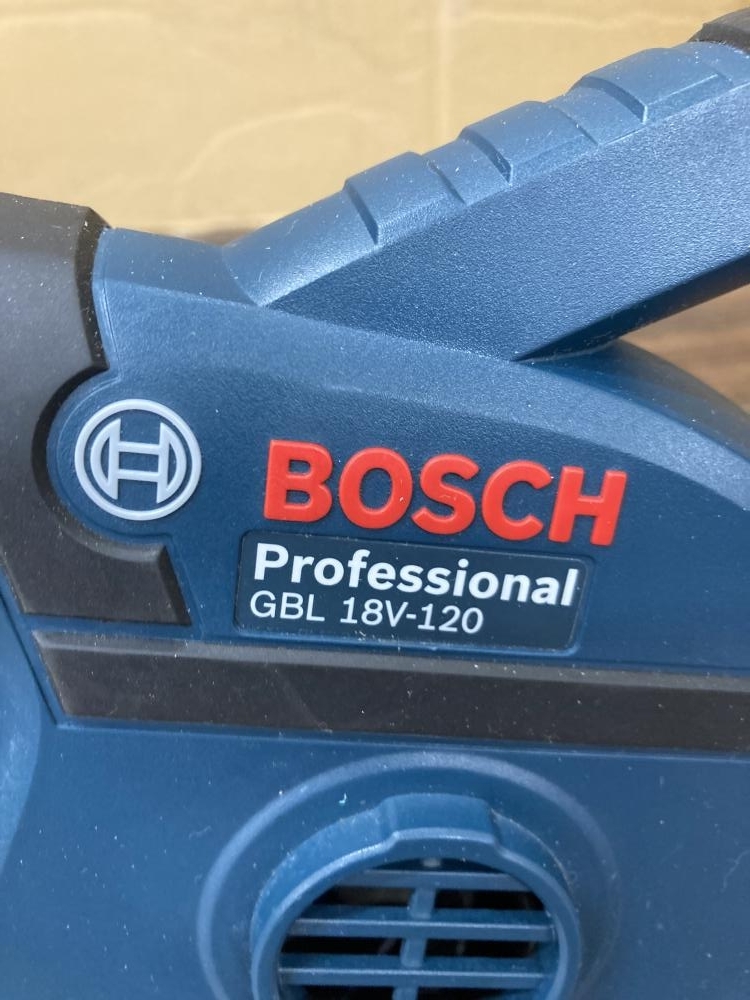 BOSCH
Professional
GBL 18V-120